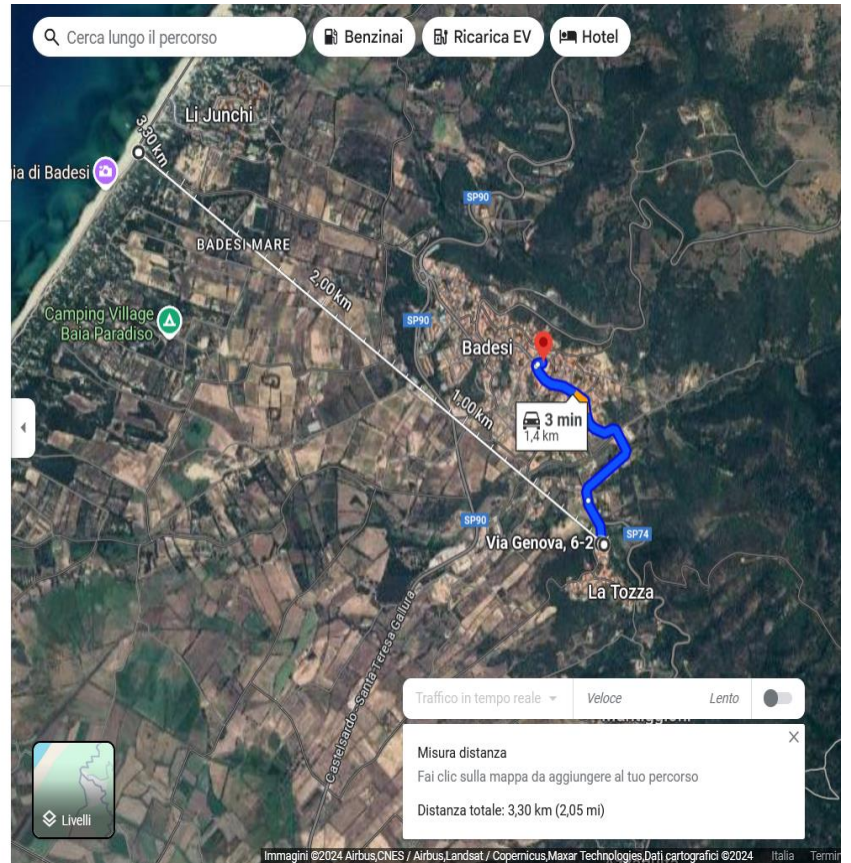 Cerca lungo il percorso
Benzinai
Ricarica EV
Hotel
Li Junchi
3,30 km
ia di Badesi
SP90
BADESI MARE
2,00 km
Camping Village
Baia Paradiso
SP90
Badesi
1,00 km
3 min
1,4 km
SP90
Via Genova, 6-2
SP74
La Tozza
Castelsardo - Santa Teresa Gallura
Traffico in tempo reale
Veloce
Lento
Misura distanza
Fai clic sulla mappa da aggiungere al tuo percorso
Distanza totale: 3,30 km (2,05 mi)
Livelli
Immagini ©2024 Airbus,CNES / Airbus,Landsat / Copernicus,Maxar Technologies,Dati cartografici ©2024
Italia
Termin